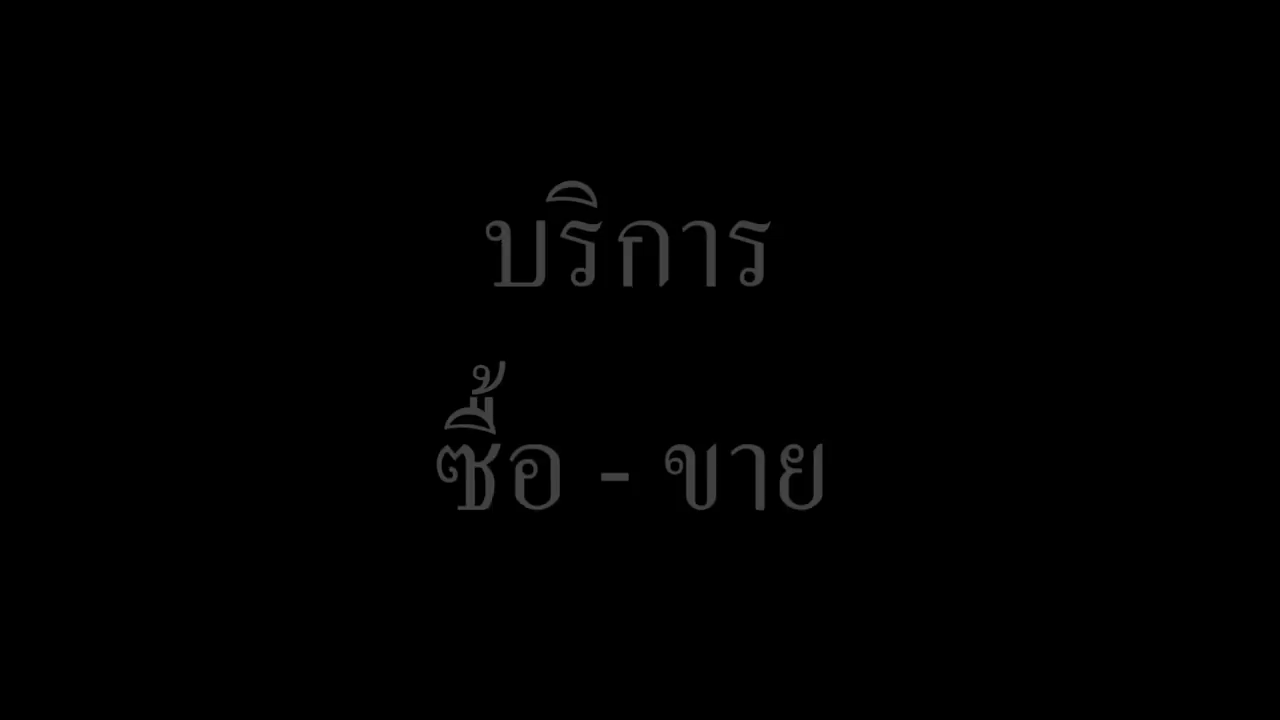 บริการ
ซื้อ - ขาย